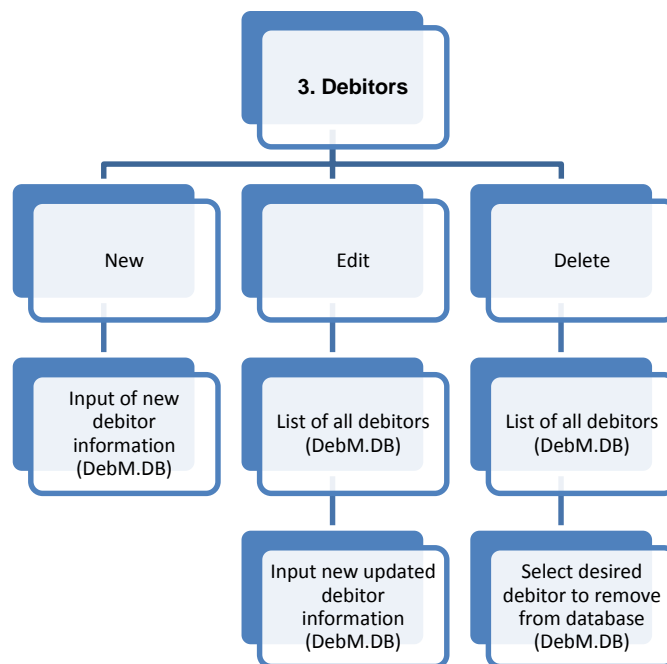 3. Debitors
New
Edit
Delete
Input of new
debitor
information
(DebM.DB)
List of all debitors
(DebM.DB)
List of all debitors
(DebM.DB)
Input new updated
debitor
information
(DebM.DB)
Select desired
debitor to remove
from database
(DebM.DB)